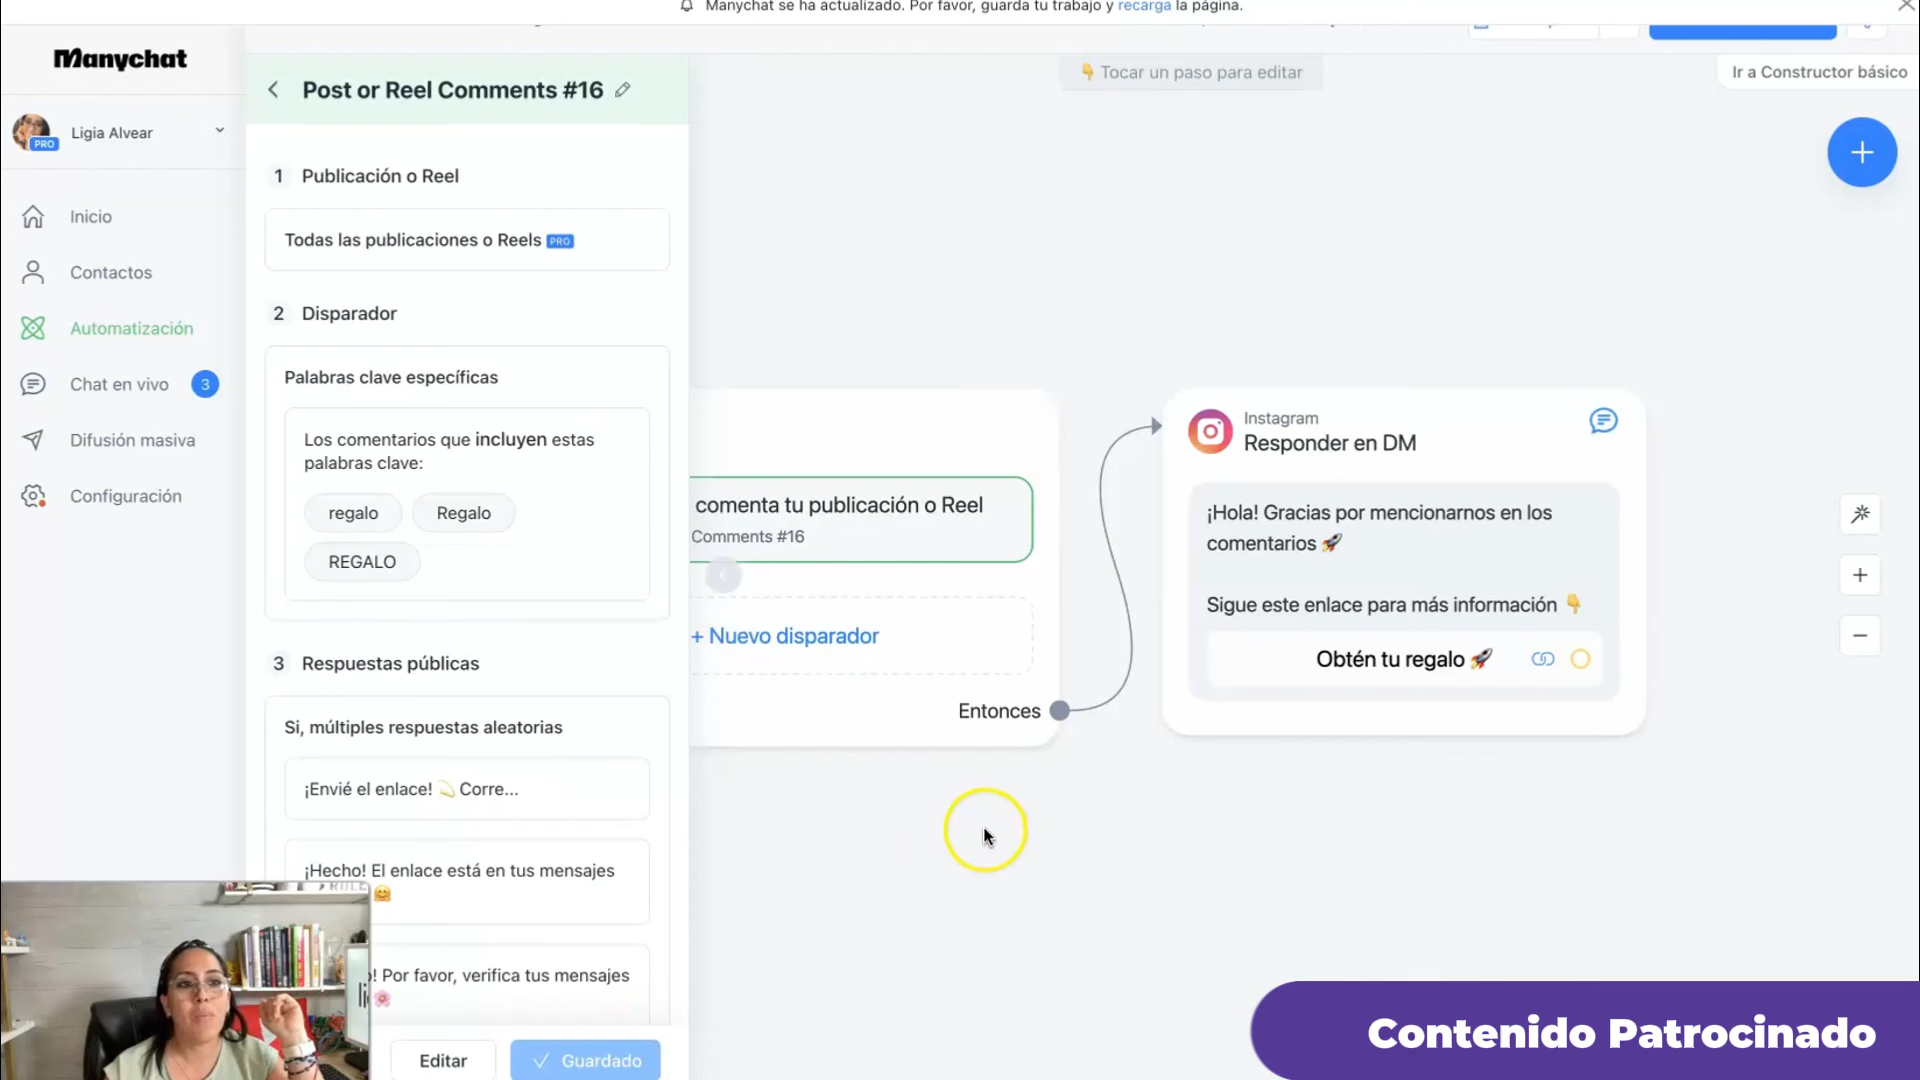 Manychat se ha actualizado. Por favor, guarda tu trabajo y recarga la página.
Manychat
Ligia Alvear
PRO
Inicio
Contactos
Automatización
Chat en vivo 3
Difusión masiva
Configuración
Post or Reel Comments #16
1 Publicación o Reel
Todas las publicaciones o Reels PRO
2 Disparador
Palabras clave específicas
Los comentarios que incluyen estas
palabras clave:
regalo Regalo
REGALO
3 Respuestas públicas
Si, múltiples respuestas aleatorias
¡Envié el enlace! 💫 Corre...
¡Hecho! El enlace está en tus mensajes
🤗
! Por favor, verifica tus mensajes
🌸
Editar
Guardado
👇 Tocar un paso para editar
Ir a Constructor básico
comenta tu publicación o Reel
Comments #16
+ Nuevo disparador
Entonces
Instagram
Responder en DM
¡Hola! Gracias por mencionarnos en los
comentarios 🚀
Sigue este enlace para más información 👇
Obtén tu regalo 🚀
Contenido Patrocinado